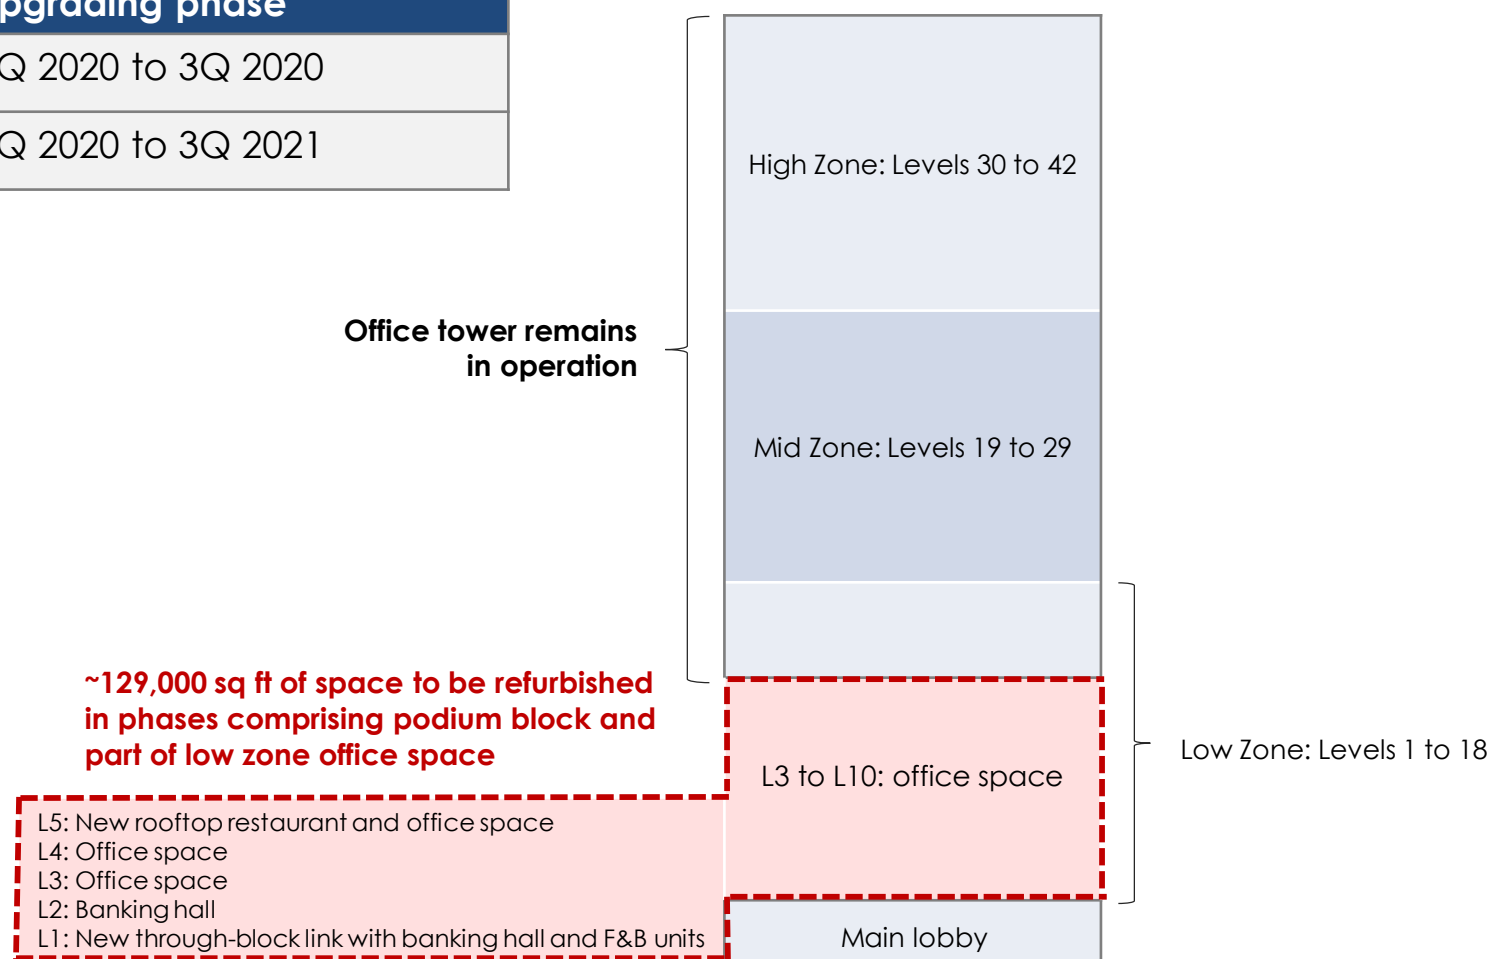 pgrading phase
Q 2020 to 3Q 2020
Q 2020 to 3Q 2021
High Zone: Levels 30 to 42
Office tower remains
in operation
Mid Zone: Levels 19 to 29
~129,000 sq ft of space to be refurbished
in phases comprising podium block and
part of low zone office space
Low Zone: Levels 1 to 18
L3 to L10: office space
L5: New rooftop restaurant and office space
L4: Office space
L3: Office space
L2: Banking hall
L1: New through-block link with banking hall and F&B units
Main lobby